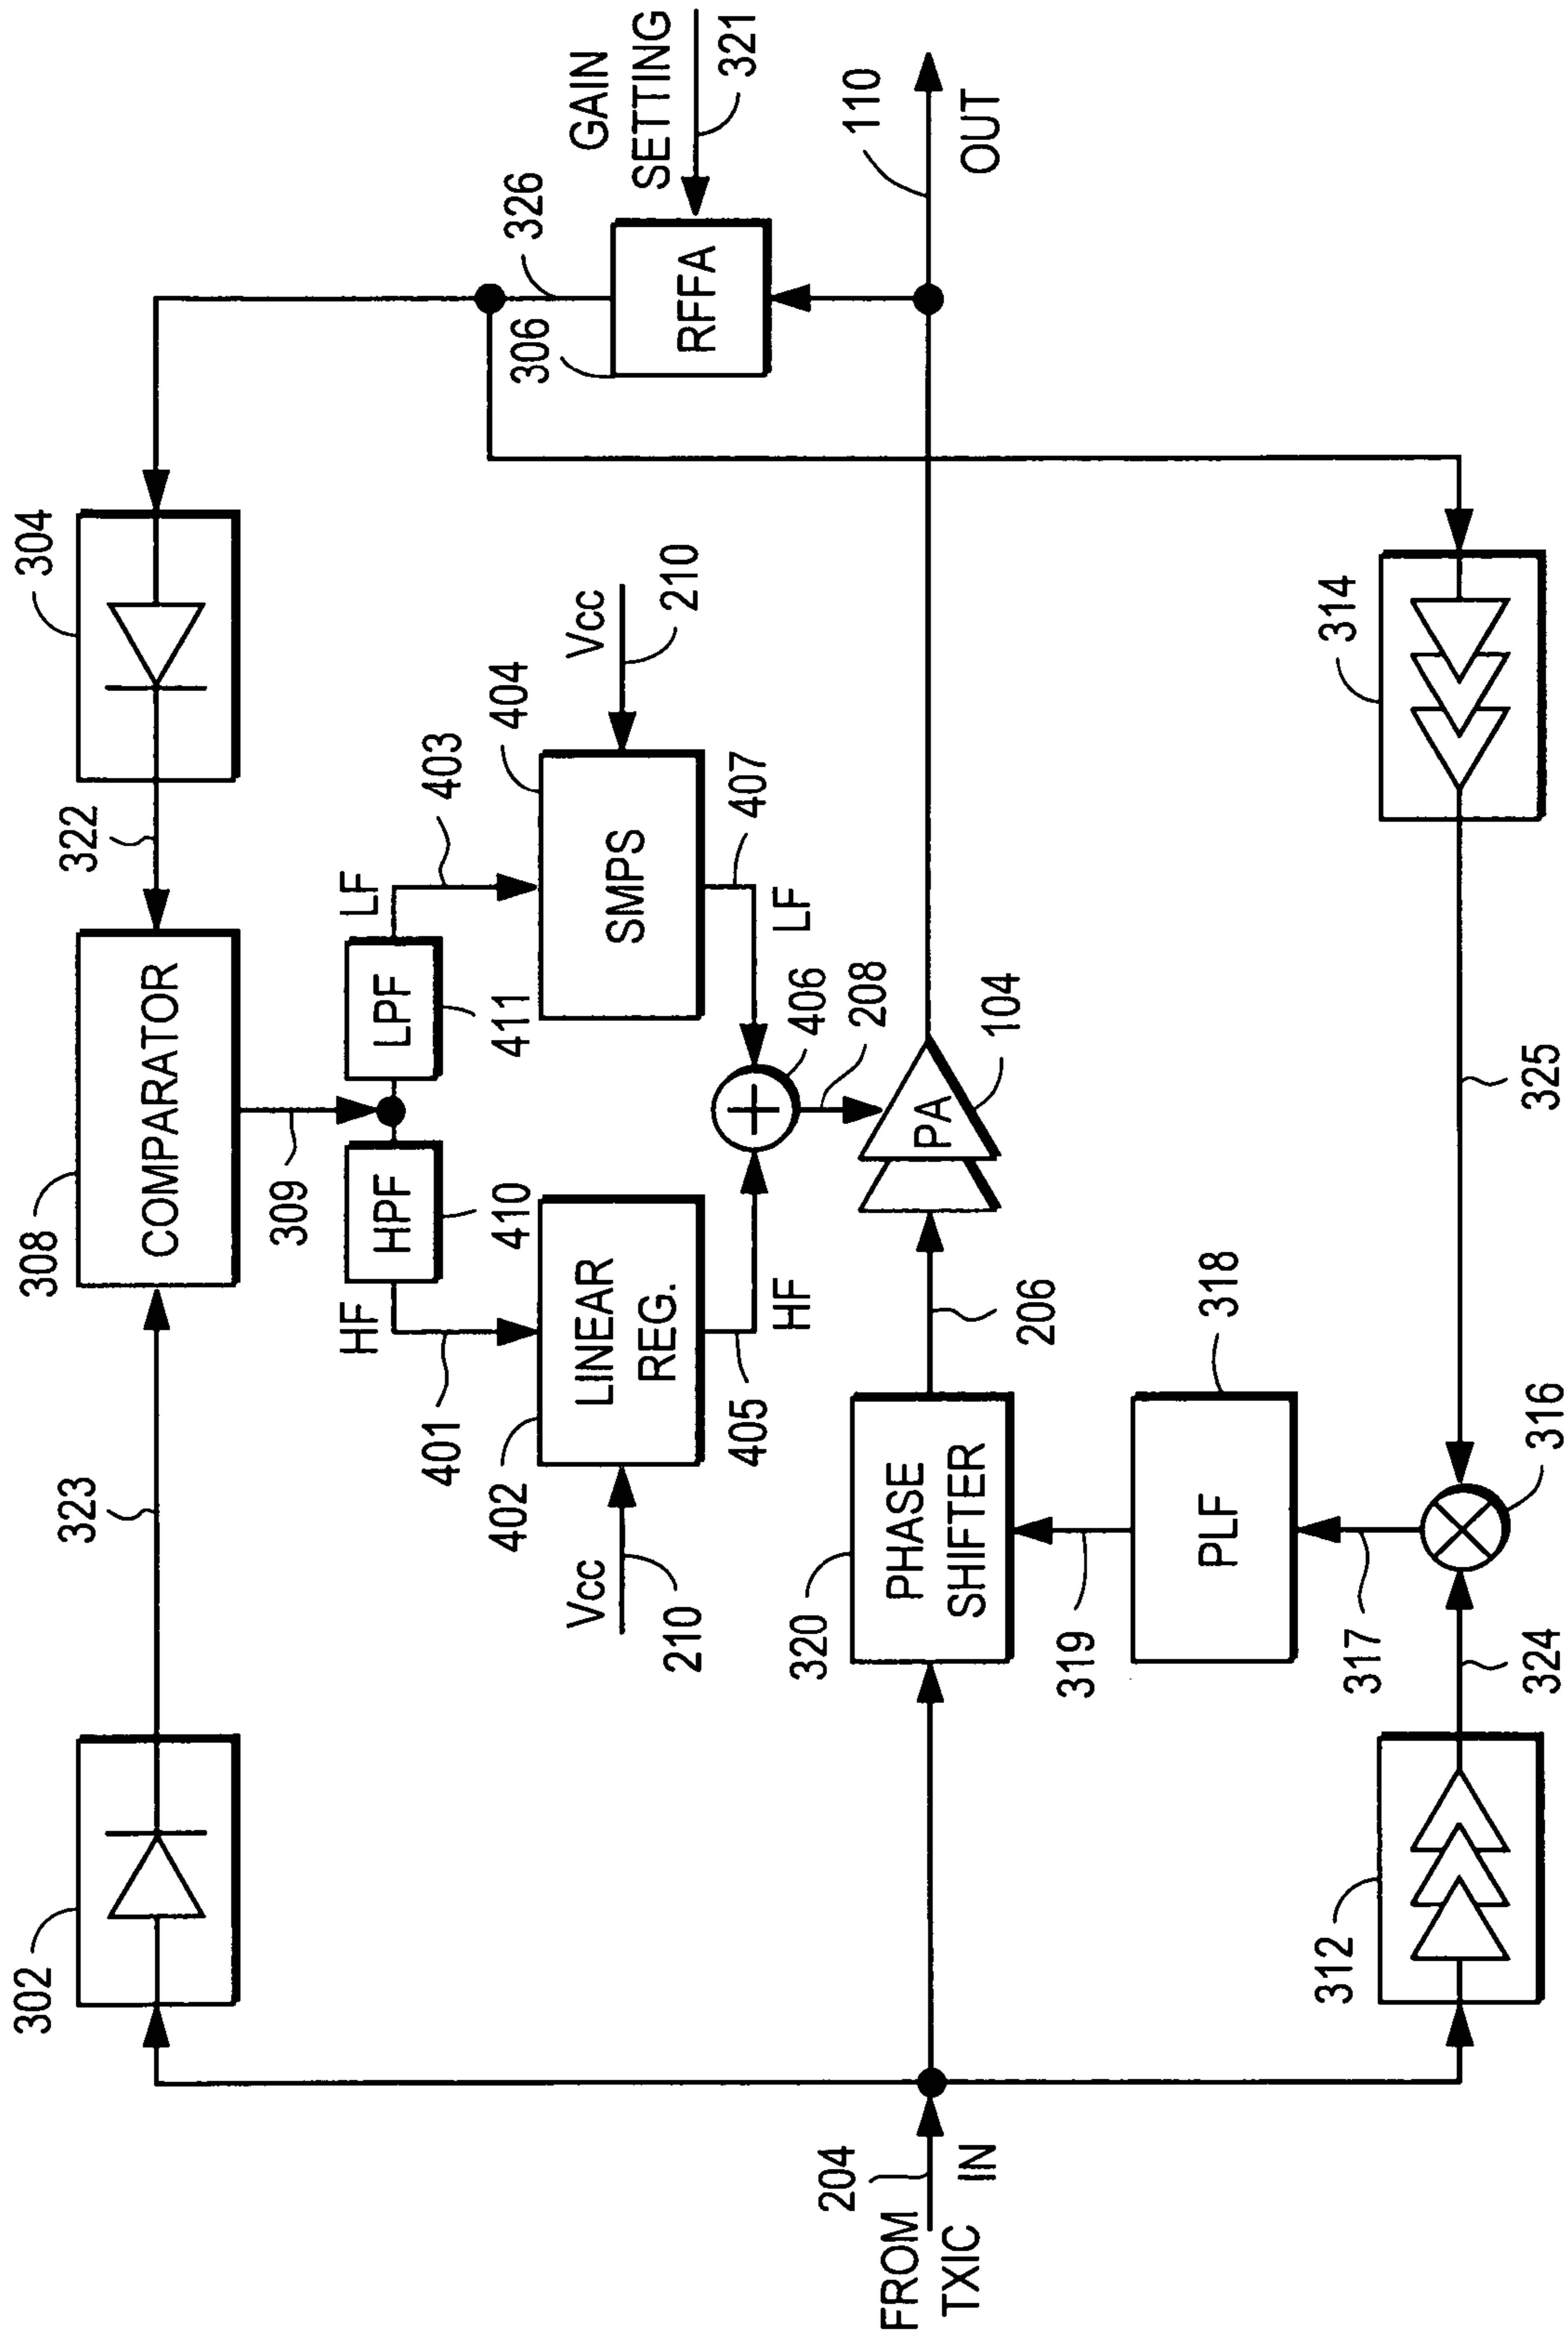 302
323
308
COMPARATOR
322
304
309
HF
HPF
410
LPF
411
LF
401
403
Vcc
210
402
LINEAR
REG.
405
HF
404
SMPS
407
LF
Vcc
210
406
208
306
326
RFFA
GAIN
SETTING
321
FROM
TXIC
204
IN
320
PHASE
SHIFTER
206
PA
104
110
OUT
319
PLF
318
317
312
324
316
325
314